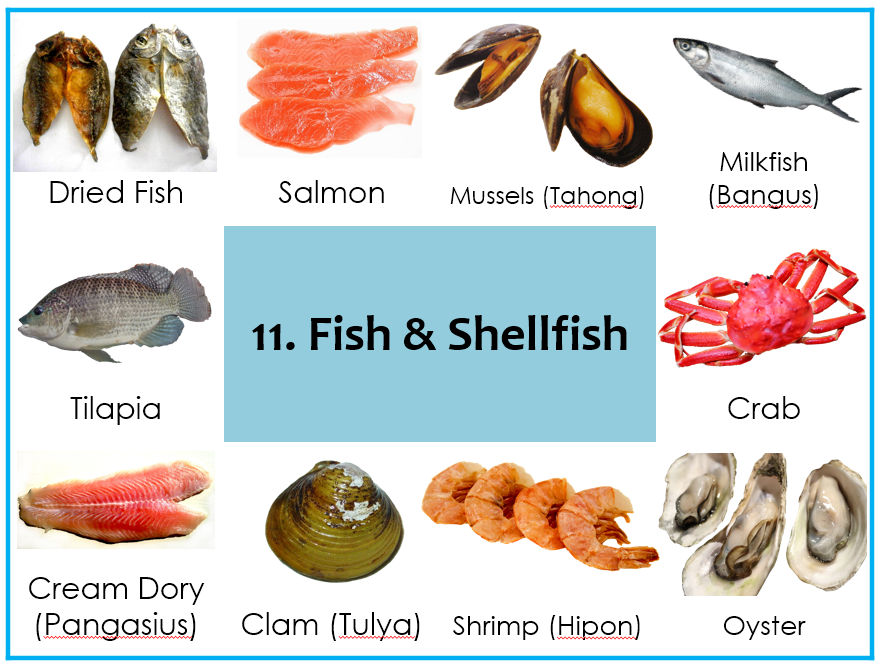 Dried Fish
Salmon
Mussels (Tahong)
Milkfish
(Bangus)
Tilapia
11. Fish & Shellfish
Crab
Cream Dory
(Pangasius)
Clam (Tulya)
Shrimp (Hipon)
Oyster